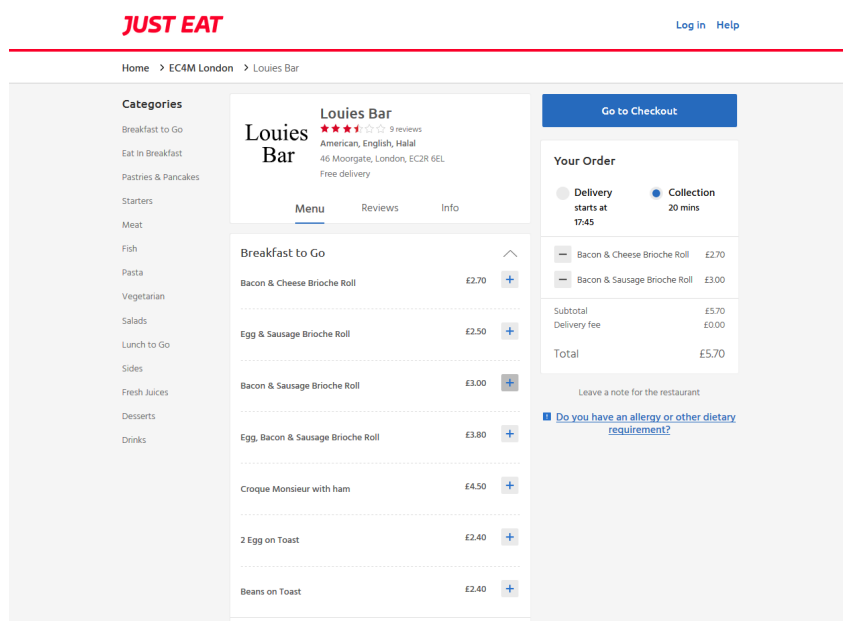 JUST EAT
Log in Help
Home > EC4M London > Louies Bar
Categories
Breakfast to Go
Eat In Breakfast
Pastries & Pancakes
Starters
Meat
Fish
Pasta
Vegetarian
Salads
Lunch to Go
Sides
Fresh Juices
Desserts
Drinks
Louies
Bar
Louies Bar
9 reviews
American, English, Halal
46 Moorgate, London, EC2R 6EL
Free delivery
Menu Reviews Info
Breakfast to Go
Bacon & Cheese Brioche Roll £2.70 +
Egg & Sausage Brioche Roll £2.50 +
Bacon & Sausage Brioche Roll £3.00 +
Egg, Bacon & Sausage Brioche Roll £3.80 +
Croque Monsieur with ham £4.50 +
2 Egg on Toast £2.40 +
Beans on Toast £2.40 +
Go to Checkout
Your Order
Delivery Collection
starts at 20 mins
17:45
Bacon & Cheese Brioche Roll £2.70
Bacon & Sausage Brioche Roll £3.00
Subtotal £5.70
Delivery fee £0.00
Total £5.70
Leave a note for the restaurant
Do you have an allergy or other dietary
requirement?